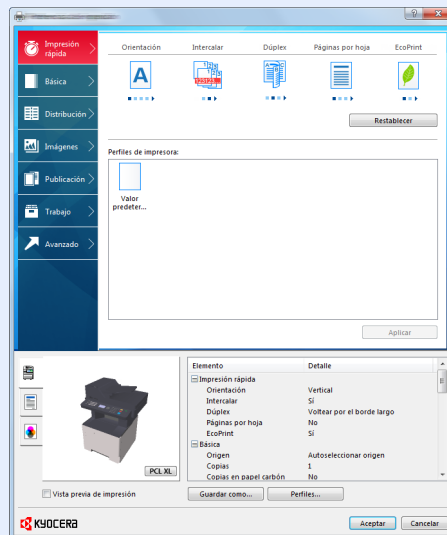 Impresión
rápida
Básica
Distribución
Imágenes
Publicación
Trabajo
Avanzado
Orientación Intercalar Dúplex Páginas por hoja EcoPrint
A
Restablecer
Perfiles de impresora:
Valor
predeter...
Aplicar
PCL XL
Vista previa de impresión
Elemento Detalle
Impresión rápida
Orientación Vertical
Intercalar Sí
Dúplex Voltear por el borde largo
Páginas por hoja No
EcoPrint Sí
Básica
Origen Autoseleccionar origen
Copias 1
Copias en papel carbón No
Guardar como... Perfiles...
KYOCERA
Aceptar Cancelar